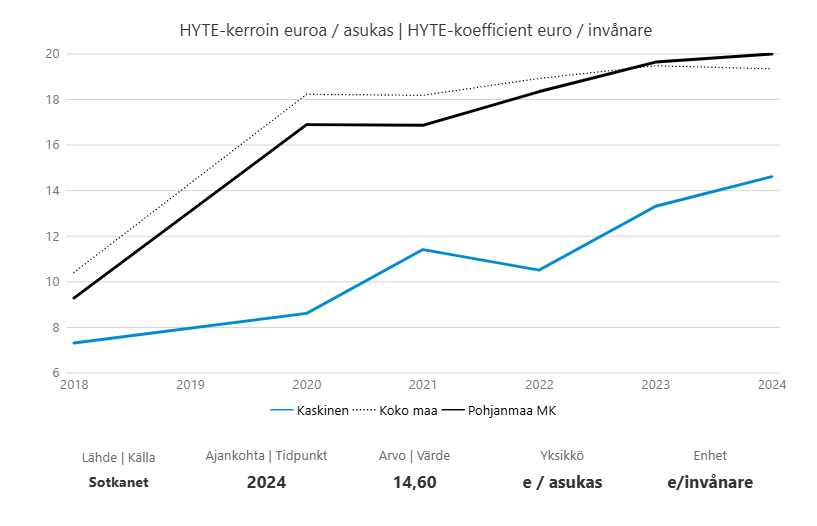 HYTE-kerroin euroa / asukas | HYTE-koefficient euro / invånare
20
18
16
14
12
10
8
6
2018 2019 2020 2021 2022 2023 2024
Kaskinen Koko maa Pohjanmaa MK
Lähde | Källa Ajankohta | Tidpunkt Arvo | Värde Yksikkö Enhet
Sotkanet 2024 14,60 e / asukas e/invånare